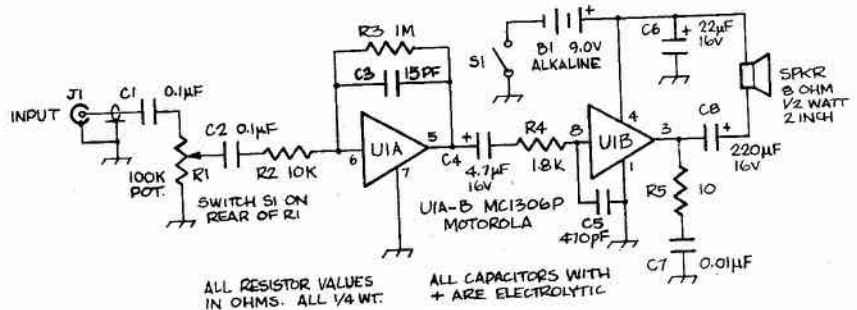 J1
INPUT
C1
0.1µF
100K
POT.
R1
C2 0.1µF
R2 10K
SWITCH S1 ON
REAR OF R1
R3 1M
C3 15PF
6
U1A
5
7
C4
+
4.7µF
16V
R4
1.8K
U1A-B MC1306P
MOTOROLA
S1
+
B1 9.0V
ALKALINE
8
U1B
4
3
1
C5
470pF
C6
+
22µF
16V
C8
220µF
16V
SPKR
8 OHM
1/2 WATT
2 INCH
R5
10
C7
0.01µF
ALL RESISTOR VALUES
IN OHMS. ALL 1/4 WT.
ALL CAPACITORS WITH
+ ARE ELECTROLYTIC